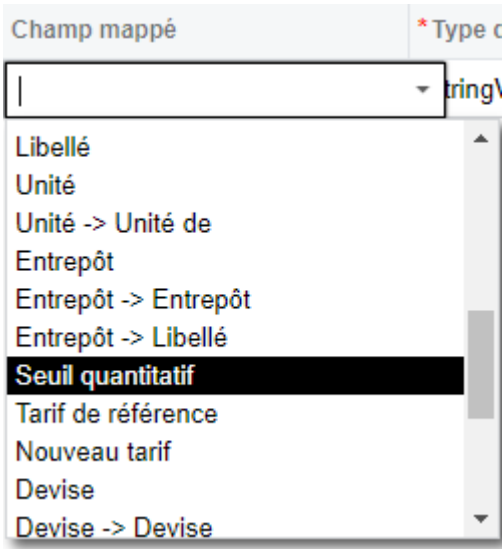 Champ mappé
* Type d
tringV
Libellé
Unité
Unité -> Unité de
Entrepôt
Entrepôt -> Entrepôt
Entrepôt -> Libellé
Seuil quantitatif
Tarif de référence
Nouveau tarif
Devise
Devise -> Devise